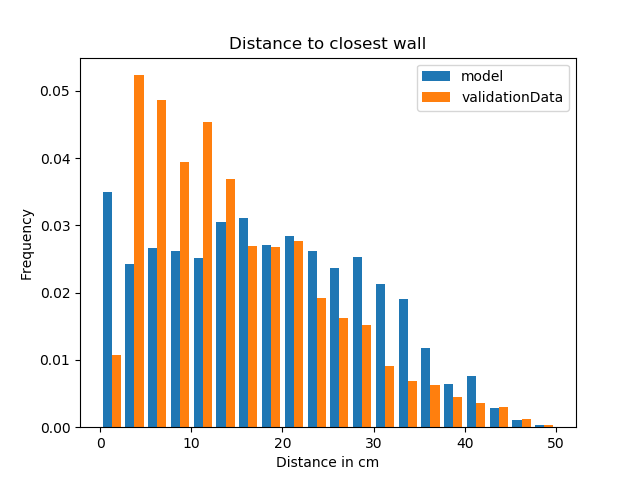 Distance to closest wall
model
validationData
Frequency
0.05
0.04
0.03
0.02
0.01
0.00
0 10 20 30 40 50
Distance in cm